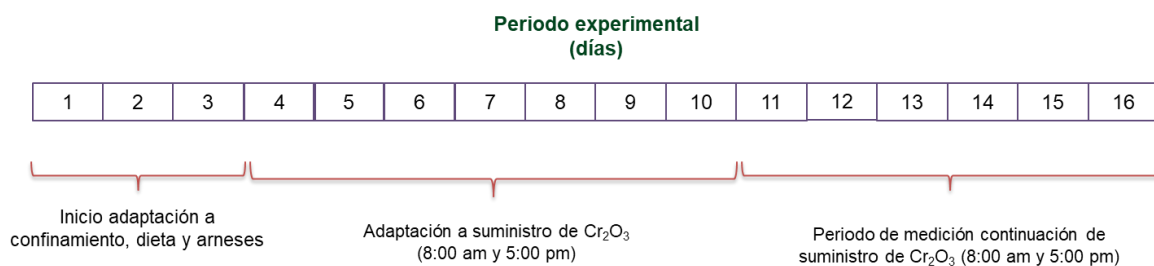 Periodo experimental
(días)
1 2 3 4 5 6 7 8 9 10 11 12 13 14 15 16
Inicio adaptación a
confinamiento, dieta y arneses
Adaptación a suministro de Cr₂O₃
(8:00 am y 5:00 pm)
Periodo de medición continuación de
suministro de Cr₂O₃ (8:00 am y 5:00 pm)